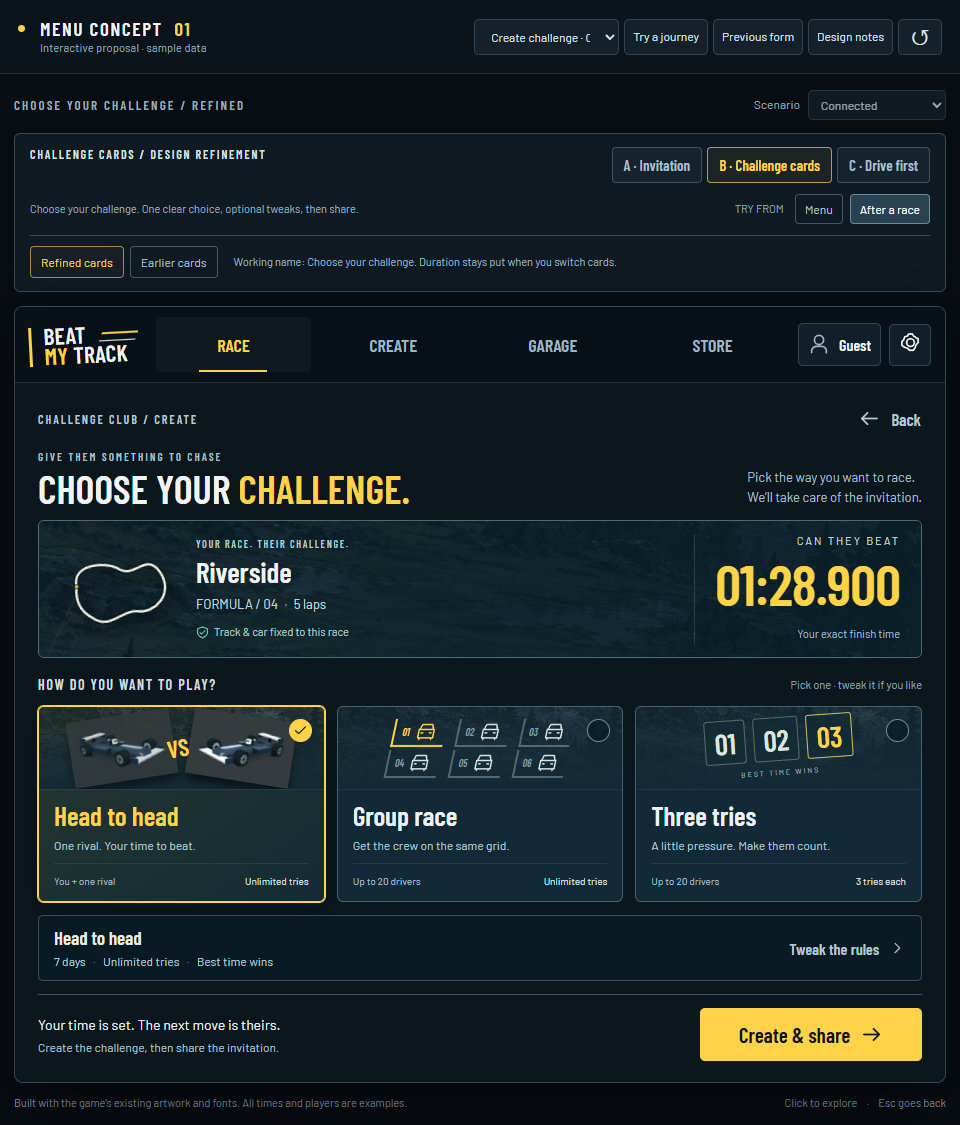 MENU CONCEPT 01
Interactive proposal · sample data
Create challenge · C
Try a journey
Previous form
Design notes
CHOOSE YOUR CHALLENGE / REFINED
Scenario
Connected
CHALLENGE CARDS / DESIGN REFINEMENT
A · Invitation
B · Challenge cards
C · Drive first
Choose your challenge. One clear choice, optional tweaks, then share.
TRY FROM
Menu
After a race
Refined cards
Earlier cards
Working name: Choose your challenge. Duration stays put when you switch cards.
BEAT
MY TRACK
RACE
CREATE
GARAGE
STORE
Guest
CHALLENGE CLUB / CREATE
Back
GIVE THEM SOMETHING TO CHASE
CHOOSE YOUR CHALLENGE.
Pick the way you want to race.
We'll take care of the invitation.
YOUR RACE. THEIR CHALLENGE.
Riverside
FORMULA / 04 · 5 laps
Track & car fixed to this race
CAN THEY BEAT
01:28.900
Your exact finish time
HOW DO YOU WANT TO PLAY?
Pick one · tweak it if you like
VS
Head to head
One rival. Your time to beat.
You + one rival
Unlimited tries
01
02
03
04
05
06
Group race
Get the crew on the same grid.
Up to 20 drivers
Unlimited tries
01
02
03
BEST TIME WINS
Three tries
A little pressure. Make them count.
Up to 20 drivers
3 tries each
Head to head
7 days · Unlimited tries · Best time wins
Tweak the rules
Your time is set. The next move is theirs.
Create the challenge, then share the invitation.
Create & share
Built with the game's existing artwork and fonts. All times and players are examples.
Click to explore · Esc goes back